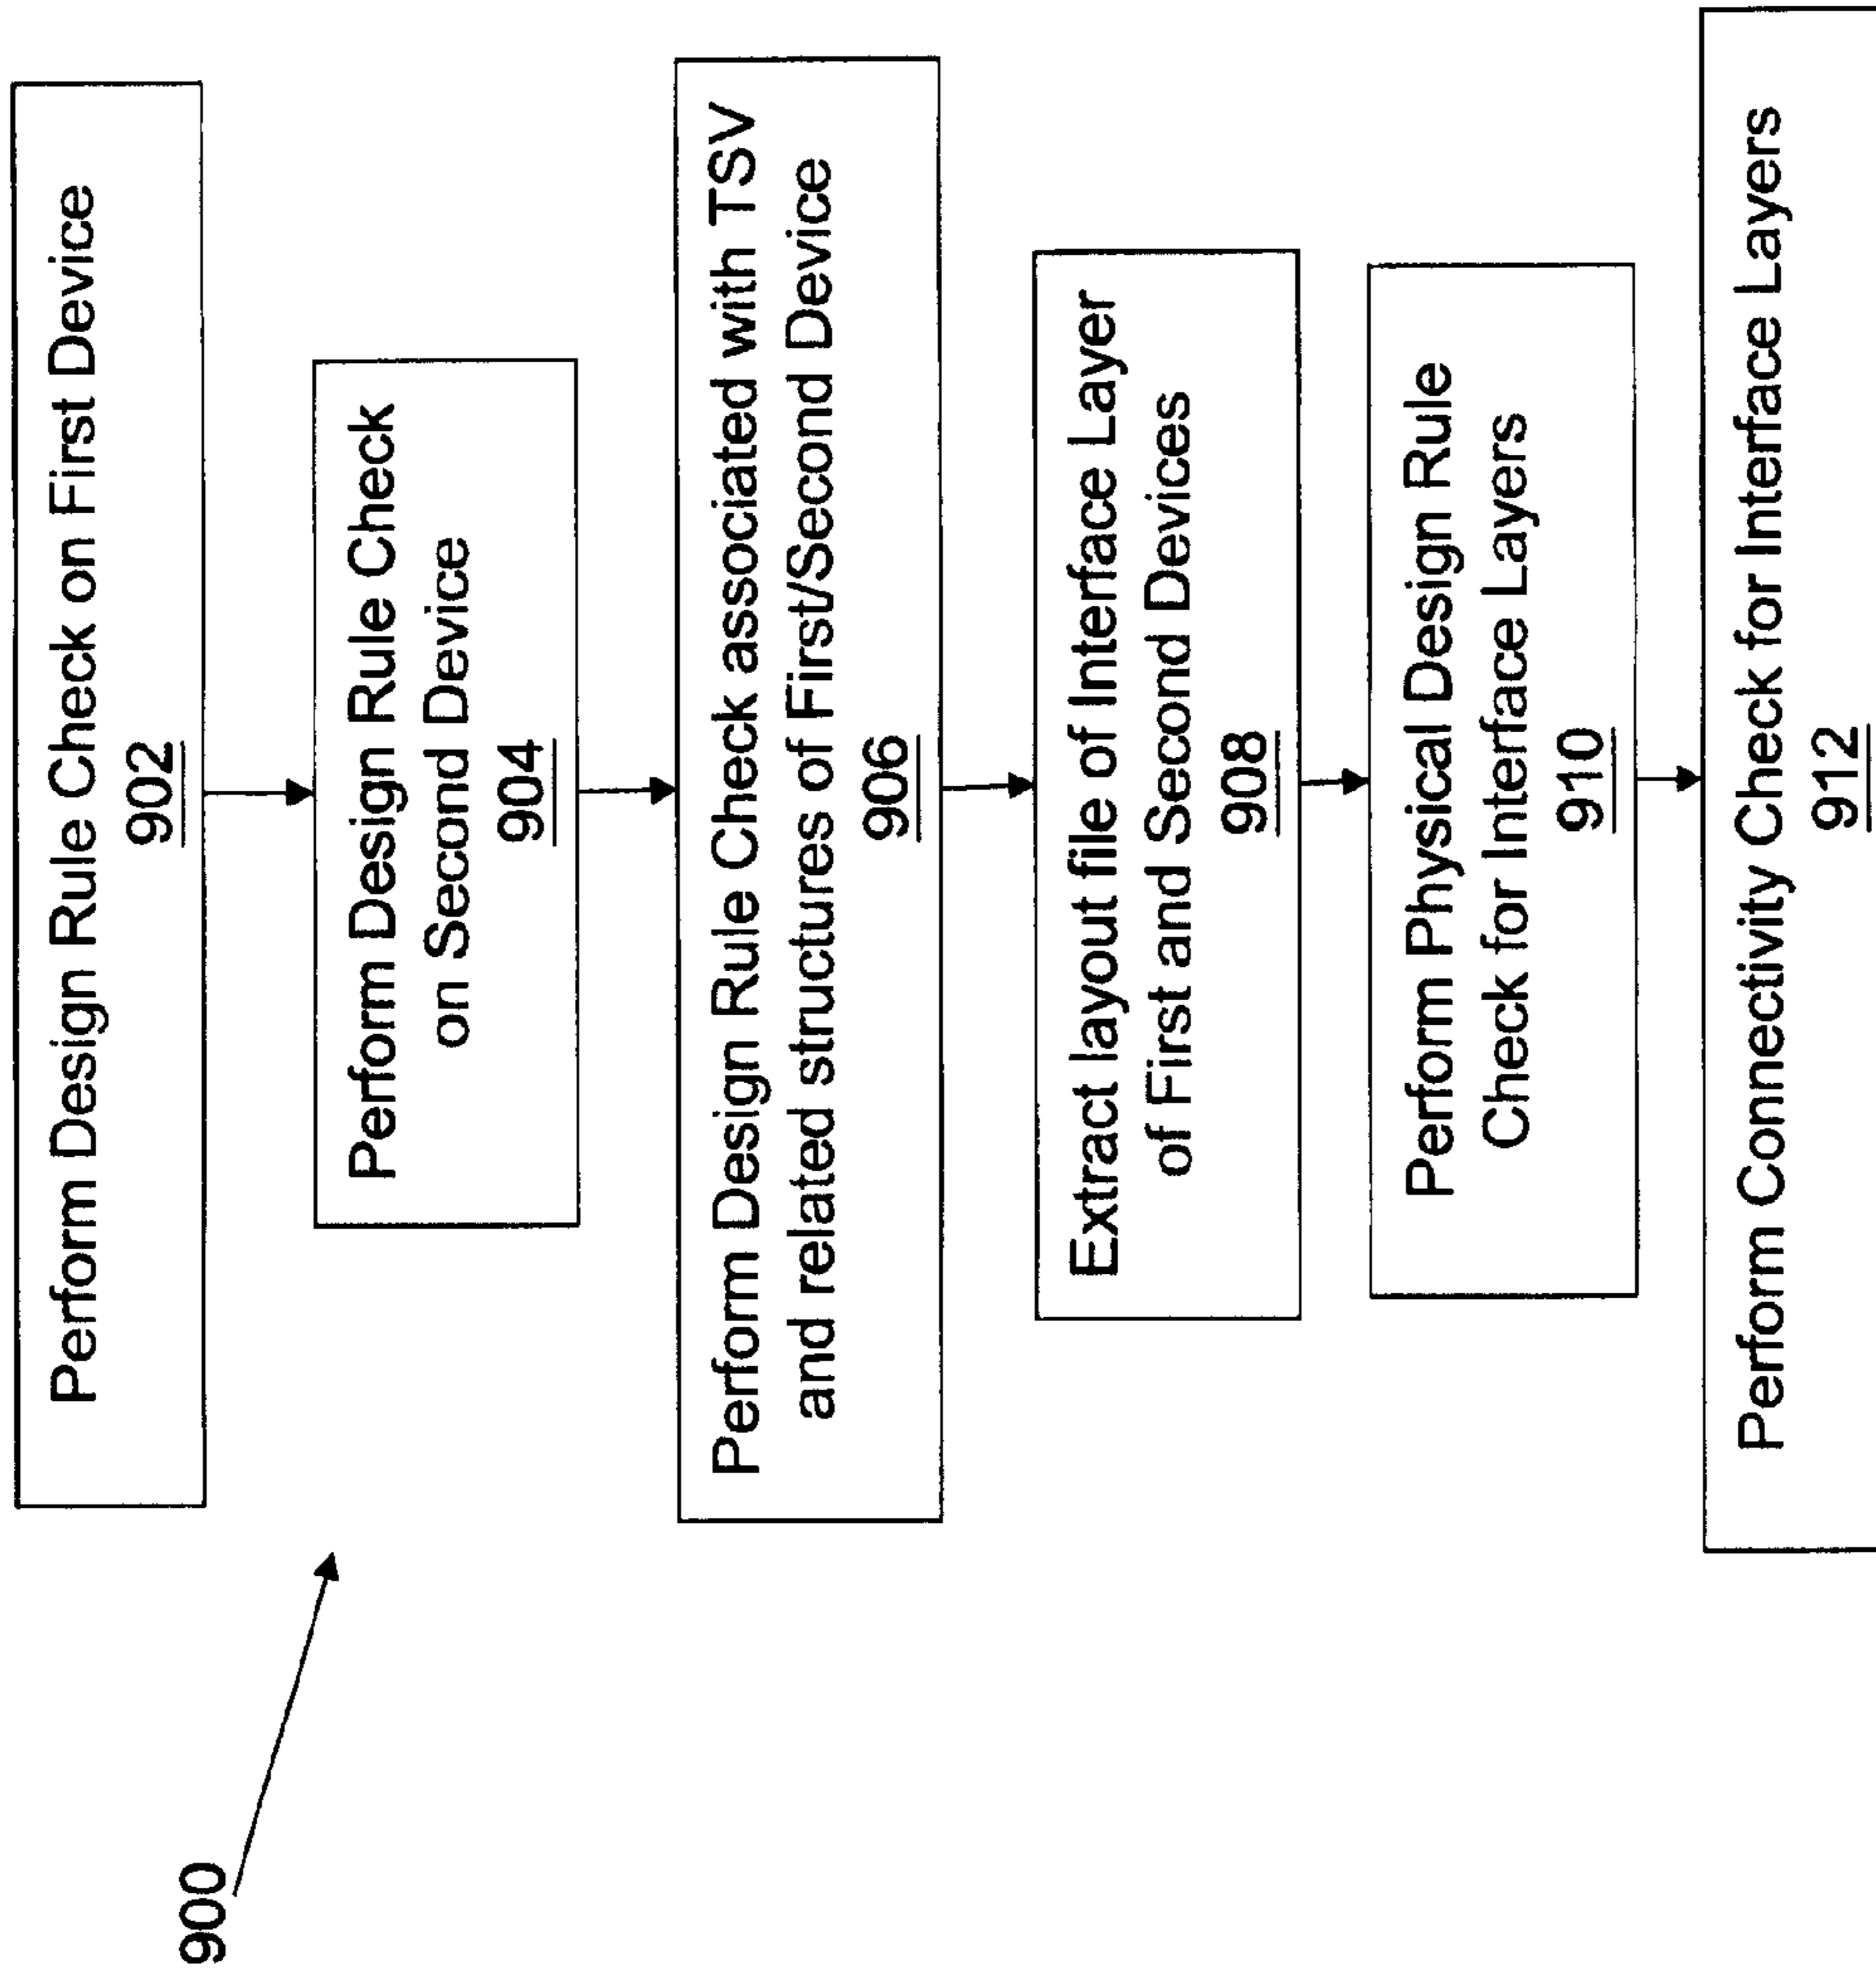 900
Perform Design Rule Check on First Device
902
Perform Design Rule Check
on Second Device
904
Perform Design Rule Check associated with TSV
and related structures of First/Second Device
906
Extract layout file of Interface Layer
of First and Second Devices
908
Perform Physical Design Rule
Check for Interface Layers
910
Perform Connectivity Check for Interface Layers
912